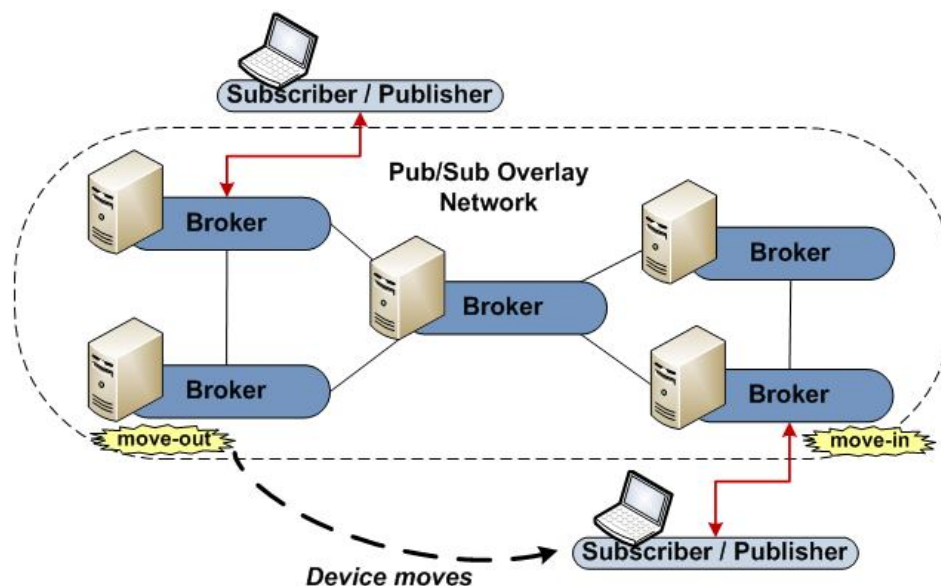 Subscriber / Publisher
Pub/Sub Overlay
Network
Broker
Broker
Broker
Broker
Broker
move-out
move-in
Subscriber / Publisher
Device moves